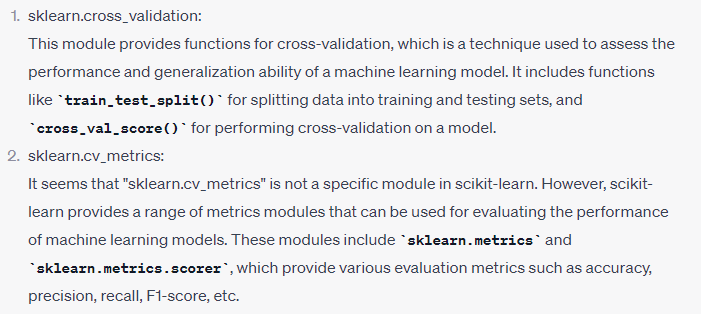 1. sklearn.cross_validation:
This module provides functions for cross-validation, which is a technique used to assess the
performance and generalization ability of a machine learning model. It includes functions
like `train_test_split()` for splitting data into training and testing sets, and
`cross_val_score()` for performing cross-validation on a model.
2. sklearn.cv_metrics:
It seems that "sklearn.cv_metrics" is not a specific module in scikit-learn. However, scikit-
learn provides a range of metrics modules that can be used for evaluating the performance
of machine learning models. These modules include `sklearn.metrics` and
`sklearn.metrics.scorer`, which provide various evaluation metrics such as accuracy,
precision, recall, F1-score, etc.